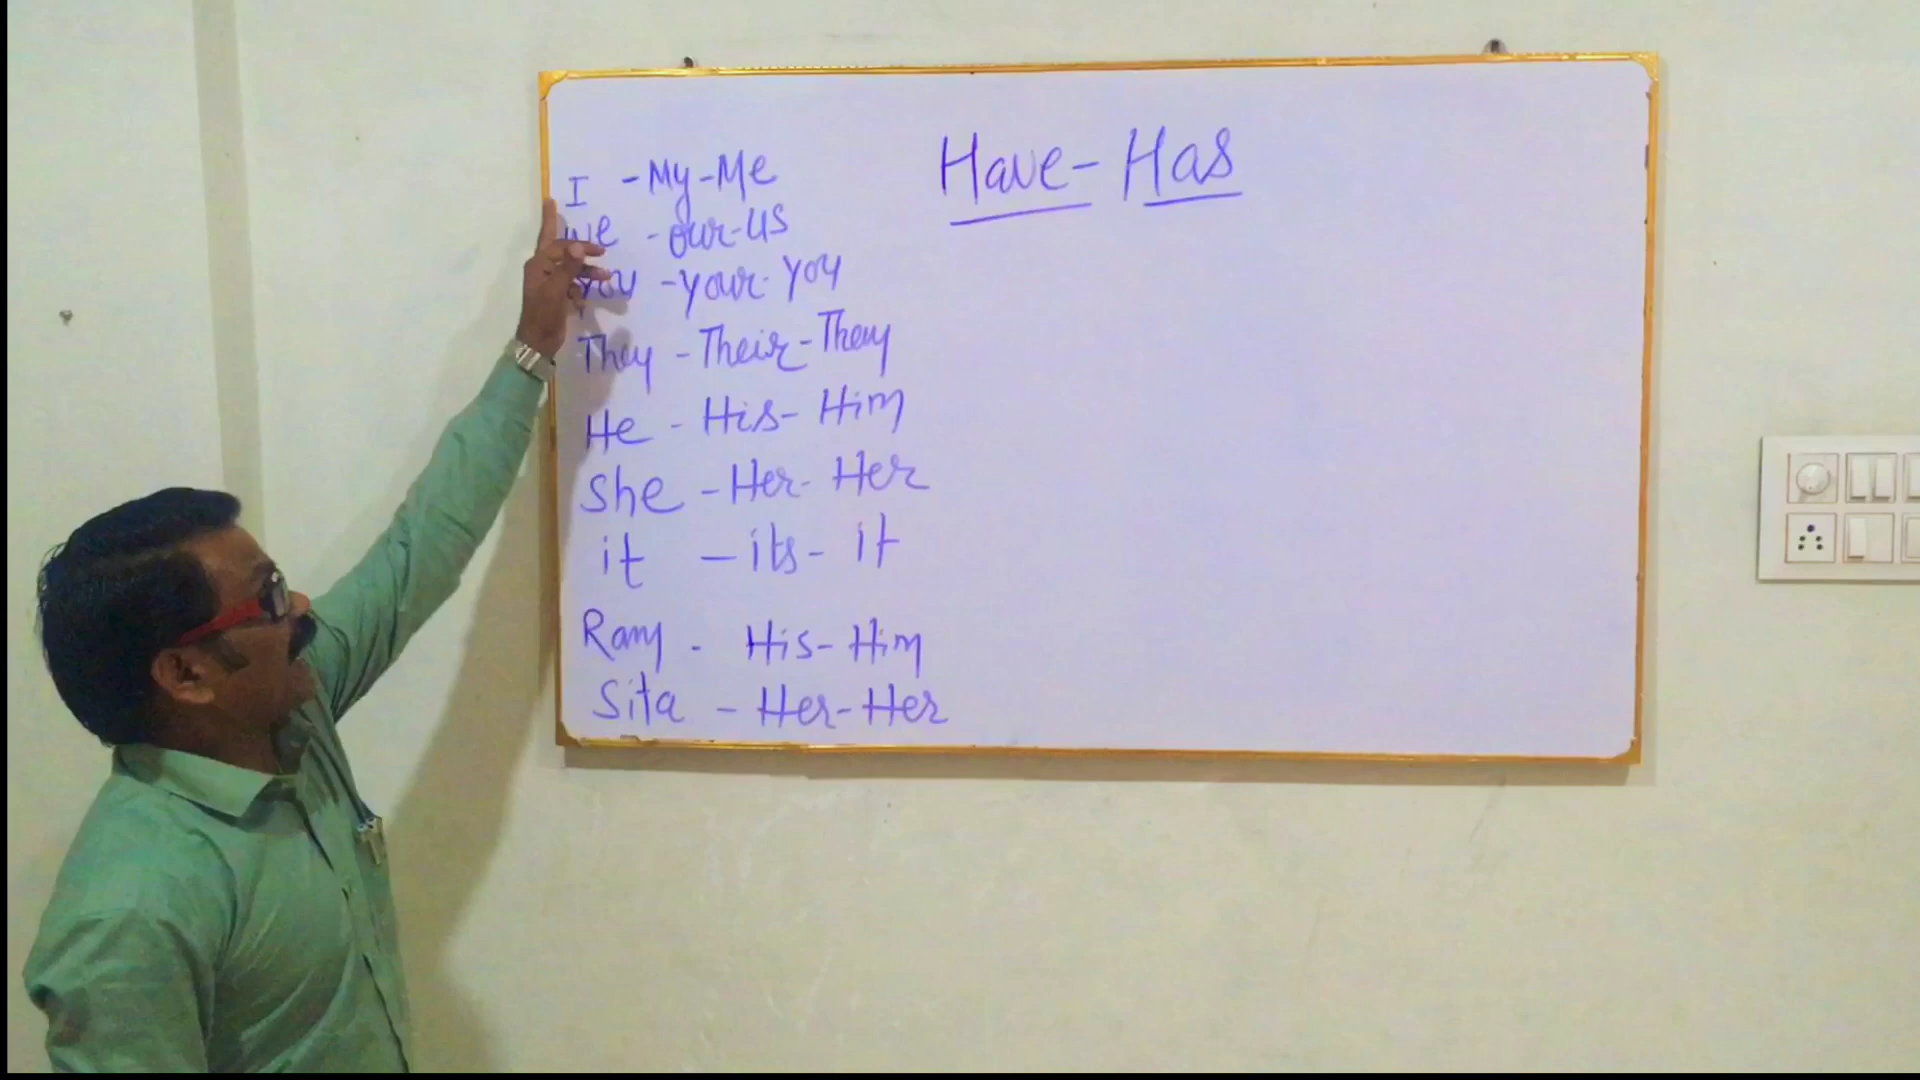 Have - Has
I - My - Me
We - our - us
You - your - you
They - Their - Them
He - His - Him
She - Her - Her
it - its - it
Ram - His - Him
Sita - Her - Her